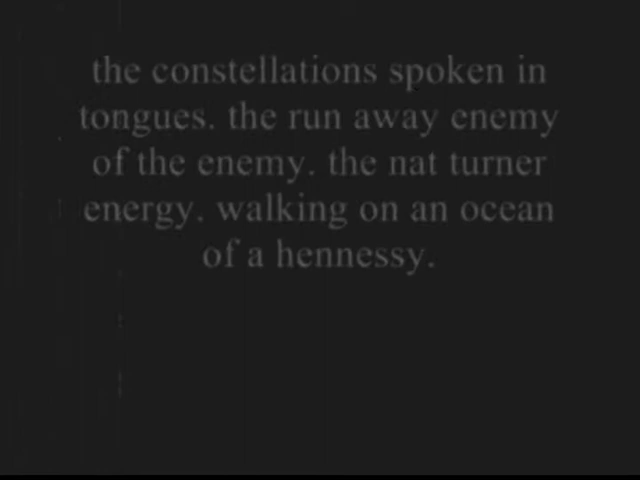 the constellations spoken in
tongues. the run away enemy
of the enemy. the nat turner
energy. walking on an ocean
of a hennessy.